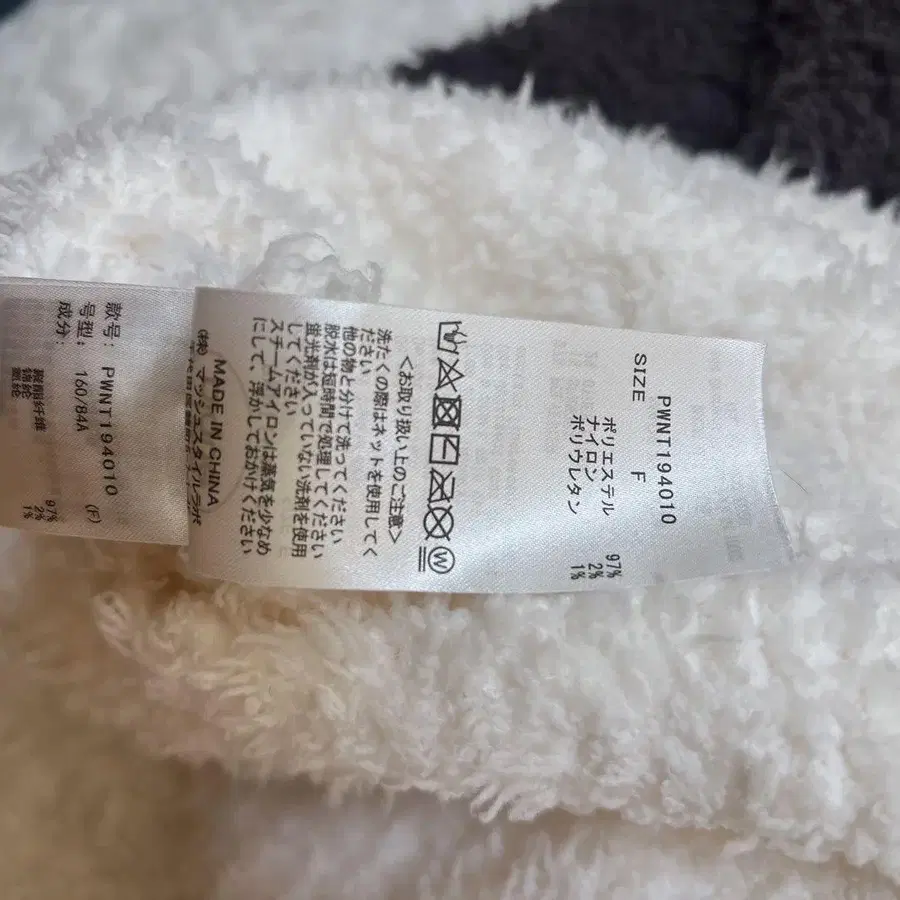 PWNT194010
SIZE F
ポリエステル 97%
ナイロン 2%
ポリウレタン 1%
<お取り扱い上のご注意>
洗たくの際はネットを使用してく
ださい
他の物と分けて洗ってください
脱水は短時間で処理してください
蛍光剤が入っていない洗剤を使用
してください
スチームアイロンは蒸気を少なめ
にして、浮かしておかけください
MADE IN CHINA
(株)マッシュスタイルラボ
款号: PWNT194010 (F)
号型: 160/84A
成分: 聚酯纤维 97%
锦纶 2%
氨纶 1%